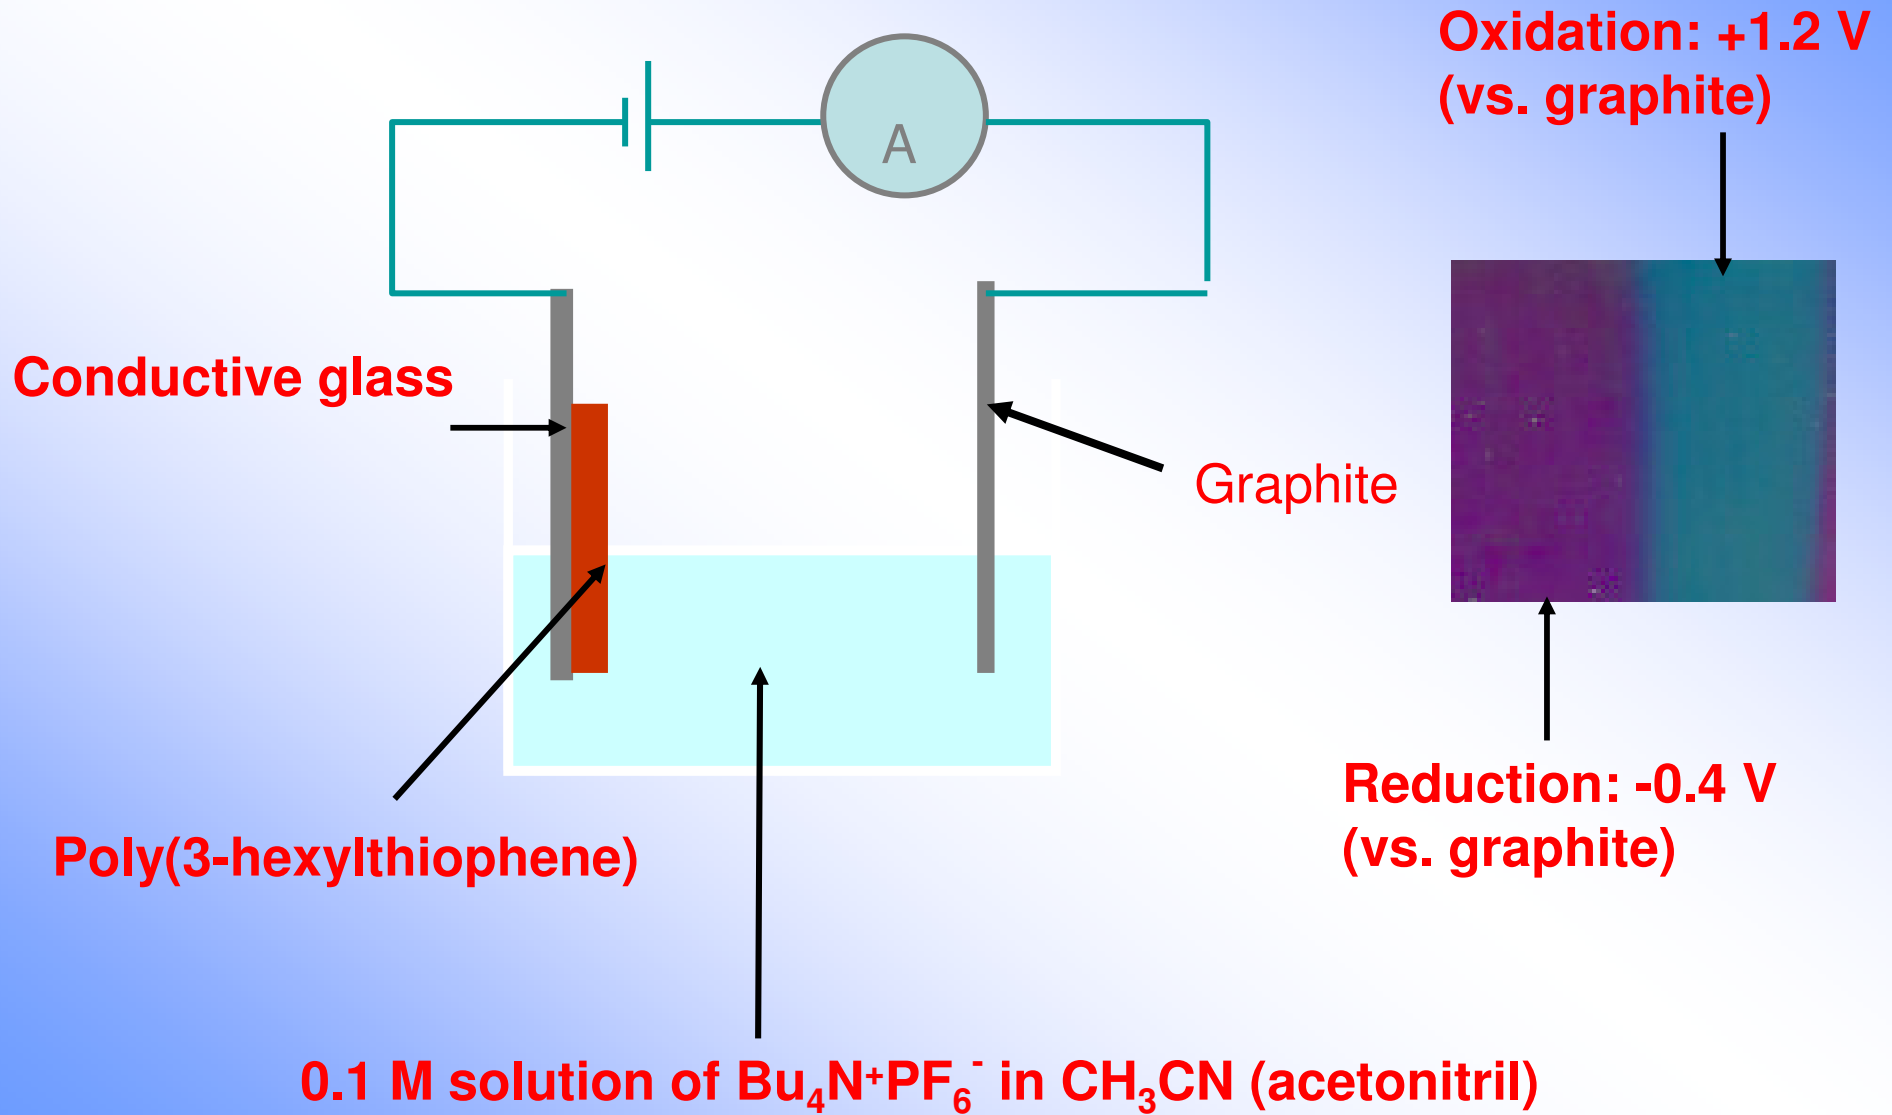 Oxidation: +1.2 V
(vs. graphite)
A
Conductive glass
Graphite
Reduction: -0.4 V
(vs. graphite)
Poly(3-hexylthiophene)
0.1 M solution of Bu₄N⁺PF₆⁻ in CH₃CN (acetonitril)